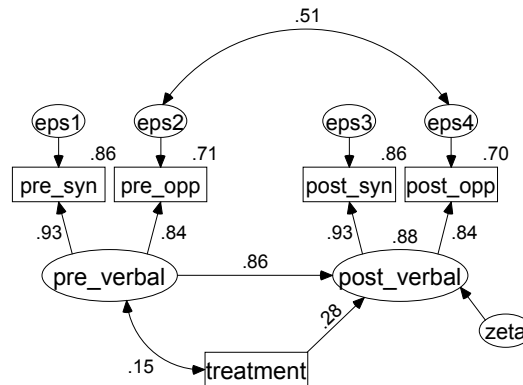 .51
eps1 eps2 eps3 eps4
.86 .71 .86 .70
pre_syn pre_opp post_syn post_opp
.93 .84 .93 .88 .84
pre_verbal .86 post_verbal
.28
zeta
.15 treatment